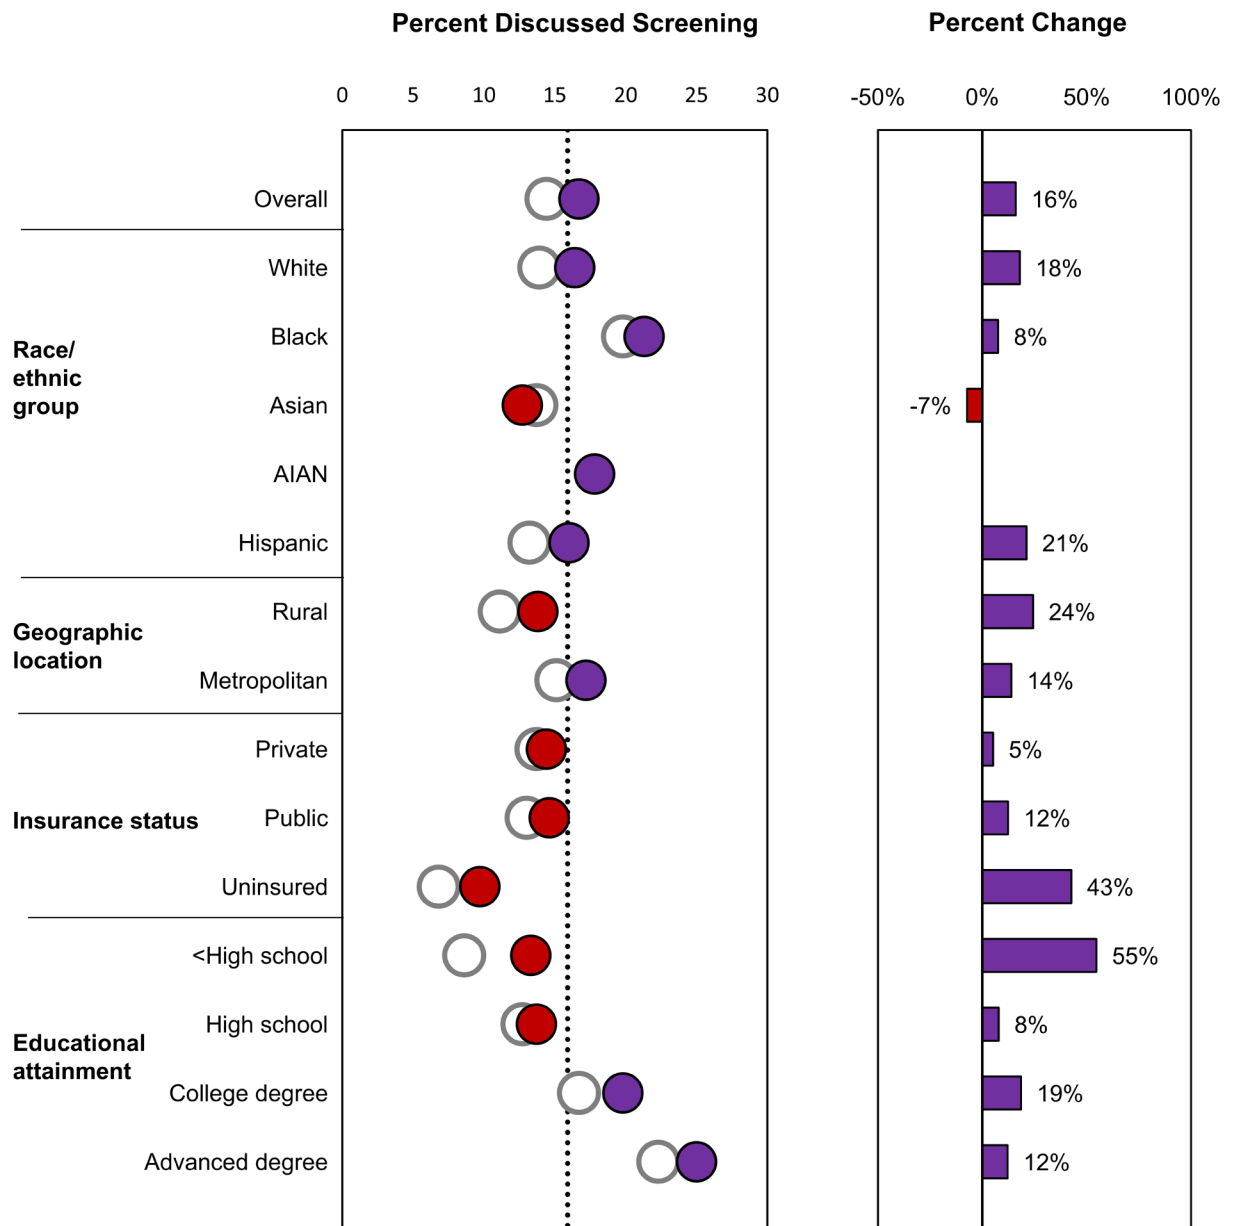 Percent Discussed Screening
Percent Change
0 5 10 15 20 25 30
-50% 0% 50% 100%
Overall 16%
White 18%
Race/
ethnic
group
Black 8%
Asian -7%
AIAN
Hispanic 21%
Geographic
location
Rural 24%
Metropolitan 14%
Private 5%
Insurance status
Public 12%
Uninsured 43%
<High school 55%
Educational
attainment
High school 8%
College degree 19%
Advanced degree 12%